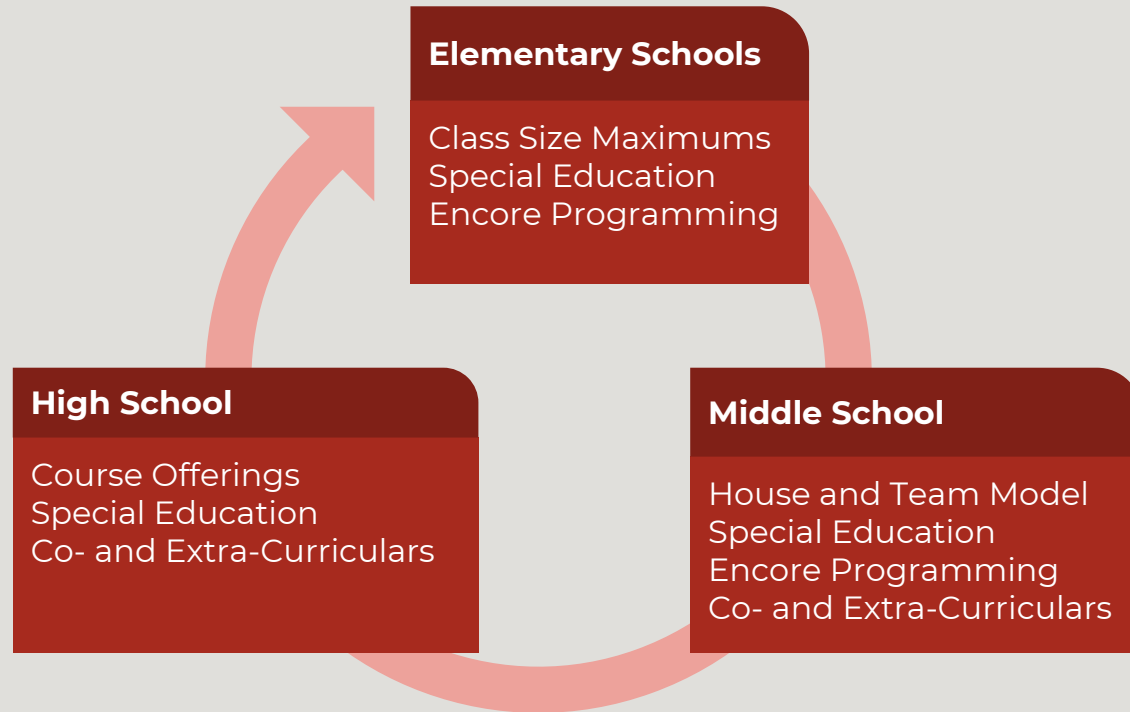 Elementary Schools
Class Size Maximums
Special Education
Encore Programming
High School
Course Offerings
Special Education
Co- and Extra-Curriculars
Middle School
House and Team Model
Special Education
Encore Programming
Co- and Extra-Curriculars